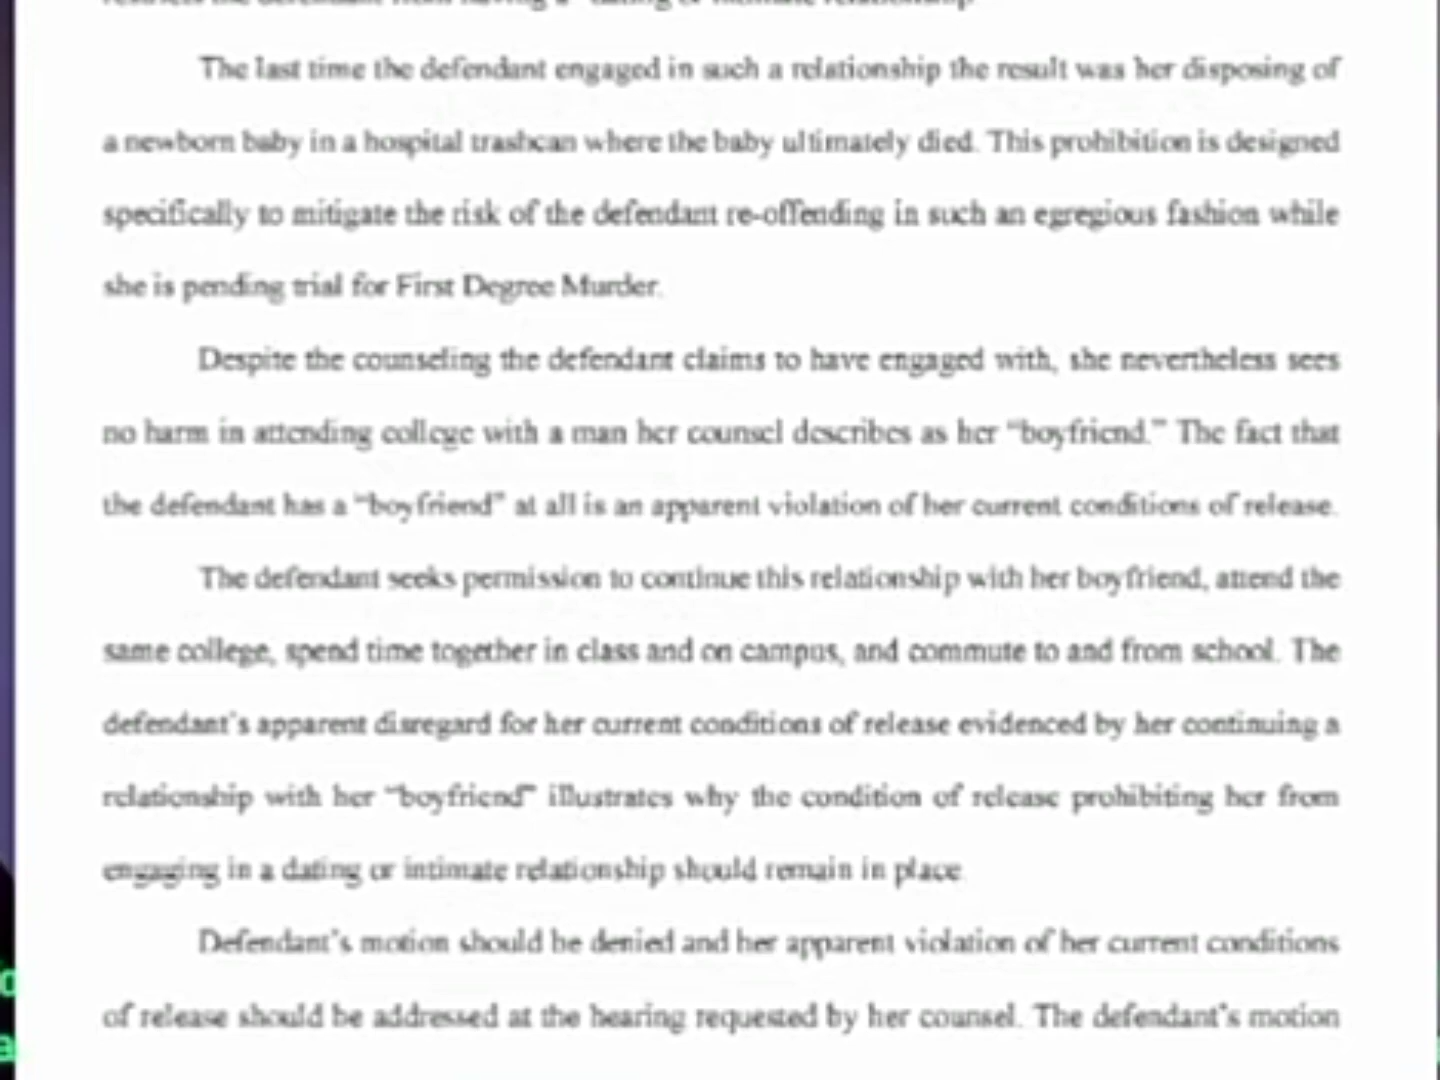 restricts the defendant from having a "dating or intimate relationship
The last time the defendant engaged in such a relationship the result was her disposing of
a newborn baby in a hospital trashcan where the baby ultimately died. This prohibition is designed
specifically to mitigate the risk of the defendant re-offending in such an egregious fashion while
she is pending trial for First Degree Murder.
Despite the counseling the defendant claims to have engaged with, she nevertheless sees
no harm in attending college with a man her counsel describes as her “boyfriend.” The fact that
the defendant has a “boyfriend” at all is an apparent violation of her current conditions of release.
The defendant seeks permission to continue this relationship with her boyfriend, attend the
same college, spend time together in class and on campus, and commute to and from school. The
defendant's apparent disregard for her current conditions of release evidenced by her continuing a
relationship with her “boyfriend” illustrates why the condition of release prohibiting her from
engaging in a dating or intimate relationship should remain in place
Defendant's motion should be denied and her apparent violation of her current conditions
of release should be addressed at the hearing requested by her counsel. The defendant's motion